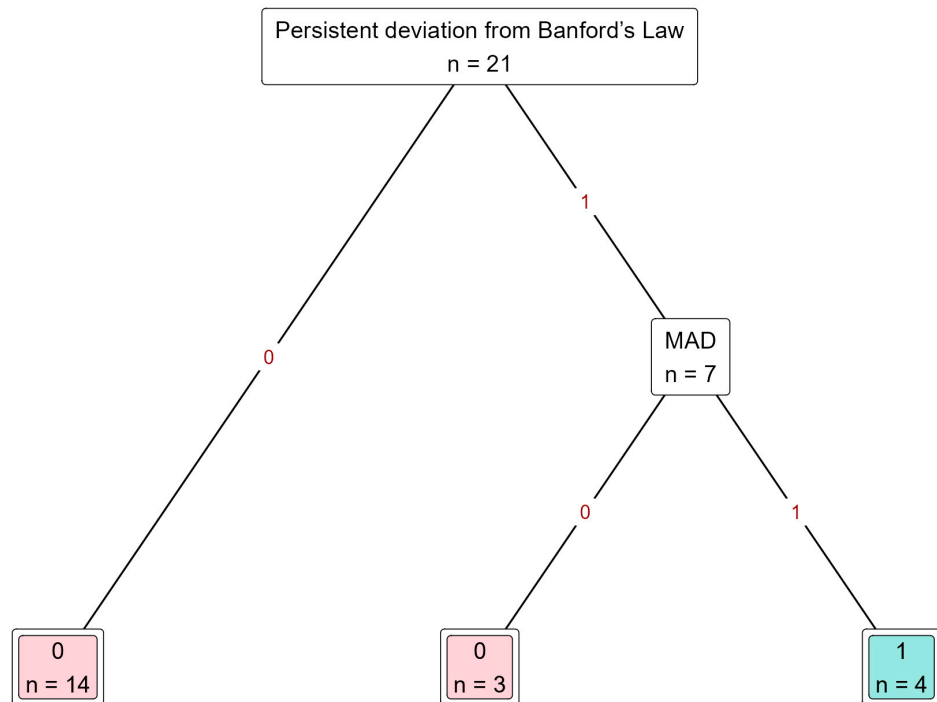 Persistent deviation from Banford’s Law
n = 21
1
0
MAD
n = 7
0
1
0
n = 14
0
n = 3
1
n = 4